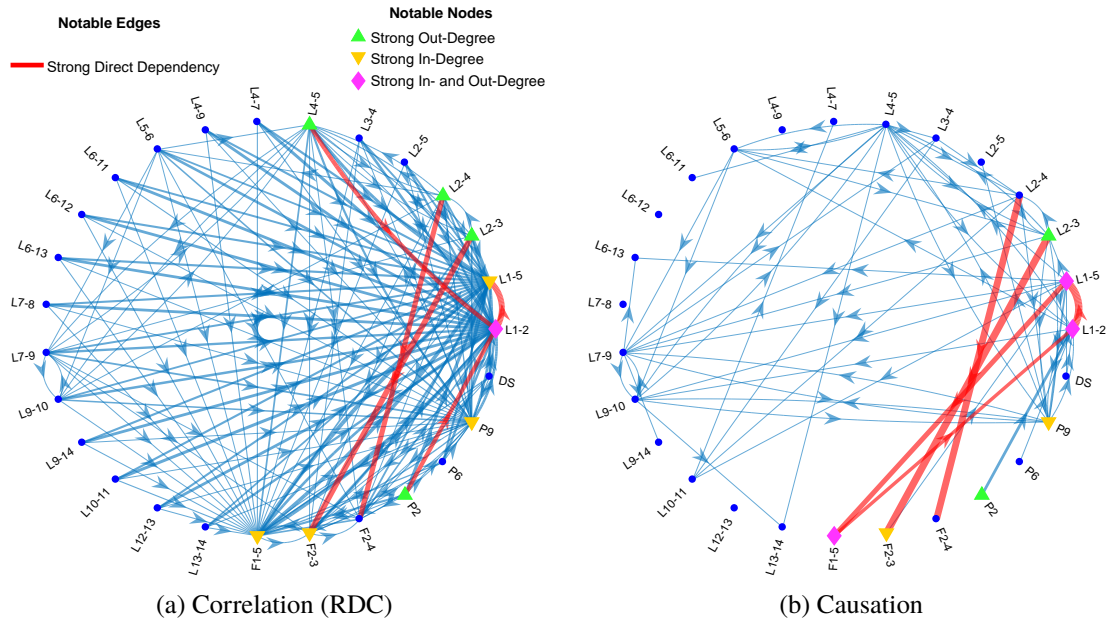 Notable Edges
Strong Direct Dependency
Notable Nodes
Strong Out-Degree
Strong In-Degree
Strong In- and Out-Degree
L4-7
L4-5
L4-9
L3-4
L5-6
L2-5
L6-11
L2-4
L6-12
L2-3
L6-13
L1-5
L7-8
L1-2
L7-9
DS
L9-10
P9
L9-14
P6
L10-11
P2
L12-13
F2-4
L13-14
F1-5
F2-3
(a) Correlation (RDC)
L4-7
L4-5
L4-9
L3-4
L5-6
L2-5
L6-11
L2-4
L6-12
L2-3
L6-13
L1-5
L7-8
L1-2
L7-9
DS
L9-10
P9
L9-14
P6
L10-11
P2
L12-13
F2-4
L13-14
F1-5
F2-3
(b) Causation